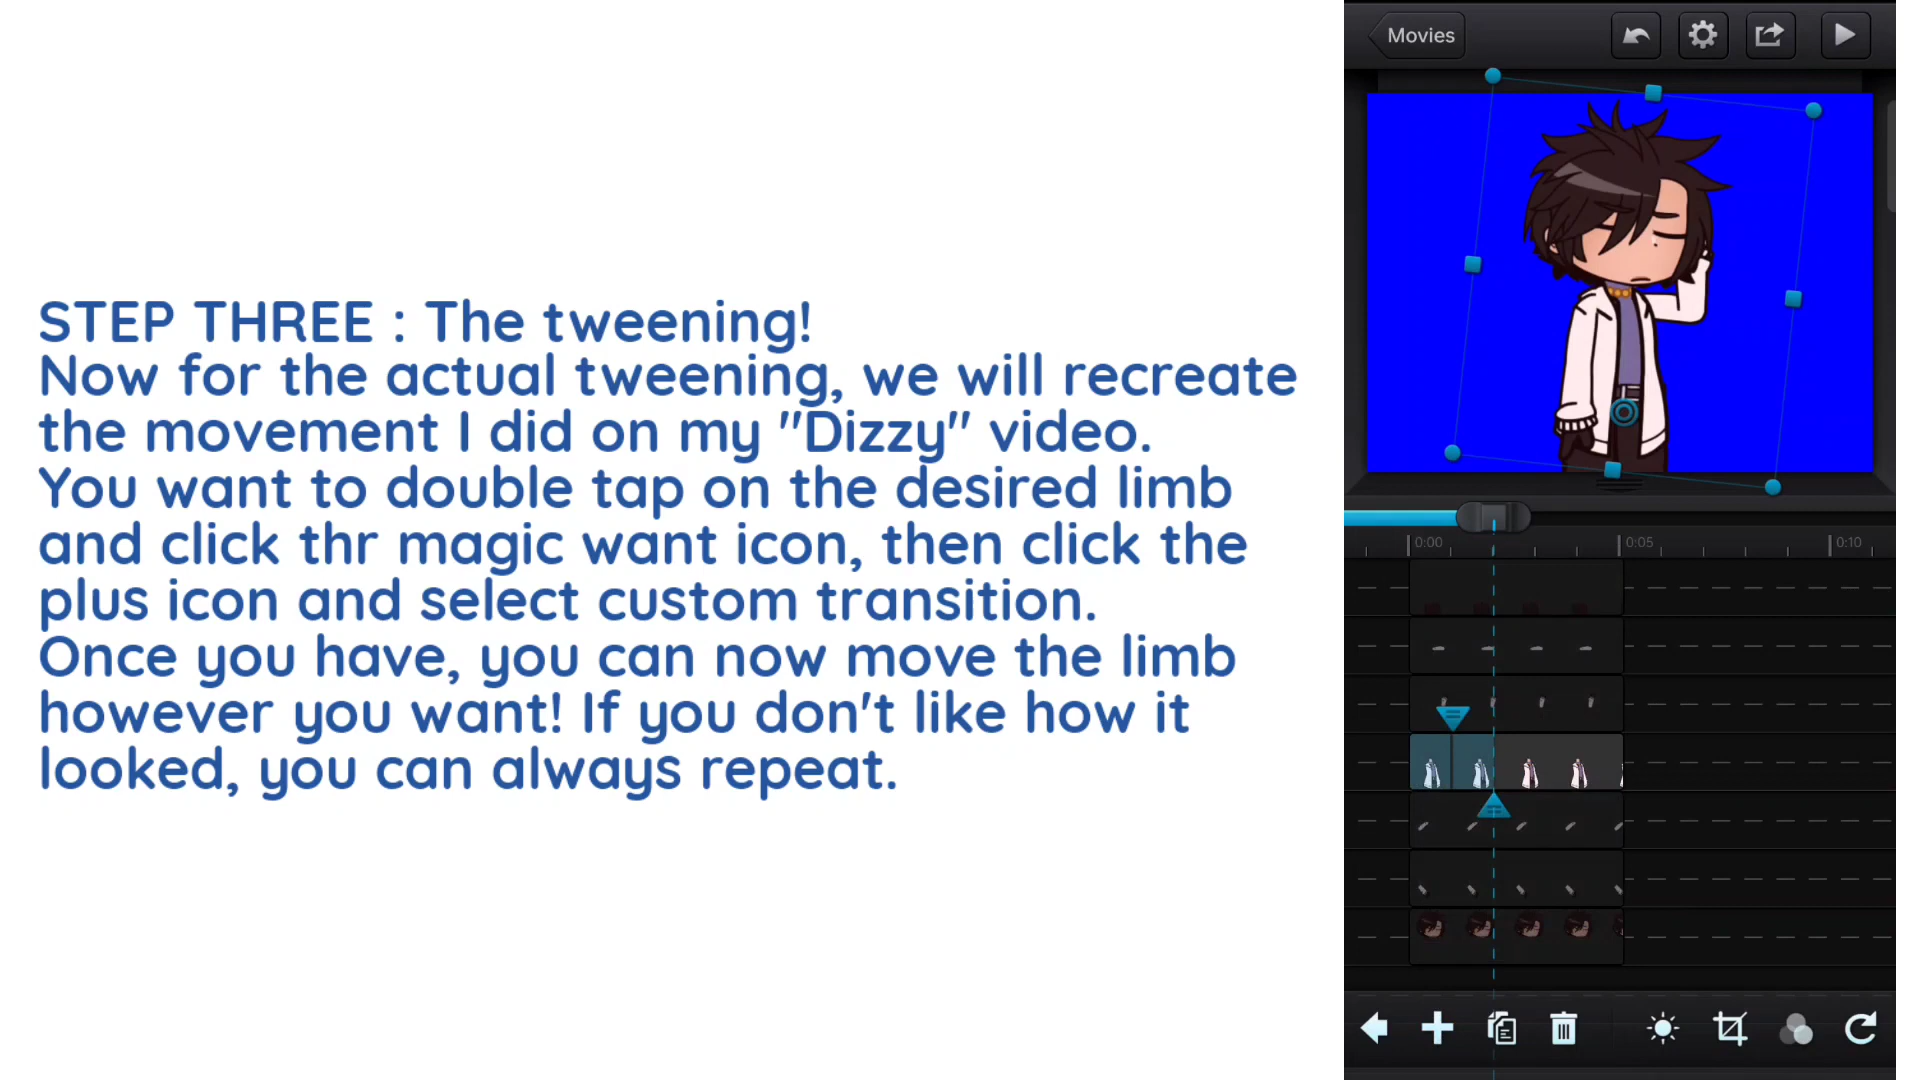 STEP THREE : The tweening!
Now for the actual tweening, we will recreate
the movement I did on my "Dizzy" video.
You want to double tap on the desired limb
and click thr magic want icon, then click the
plus icon and select custom transition.
Once you have, you can now move the limb
however you want! If you don't like how it
looked, you can always repeat.
Movies
0:00 0:05 0:10